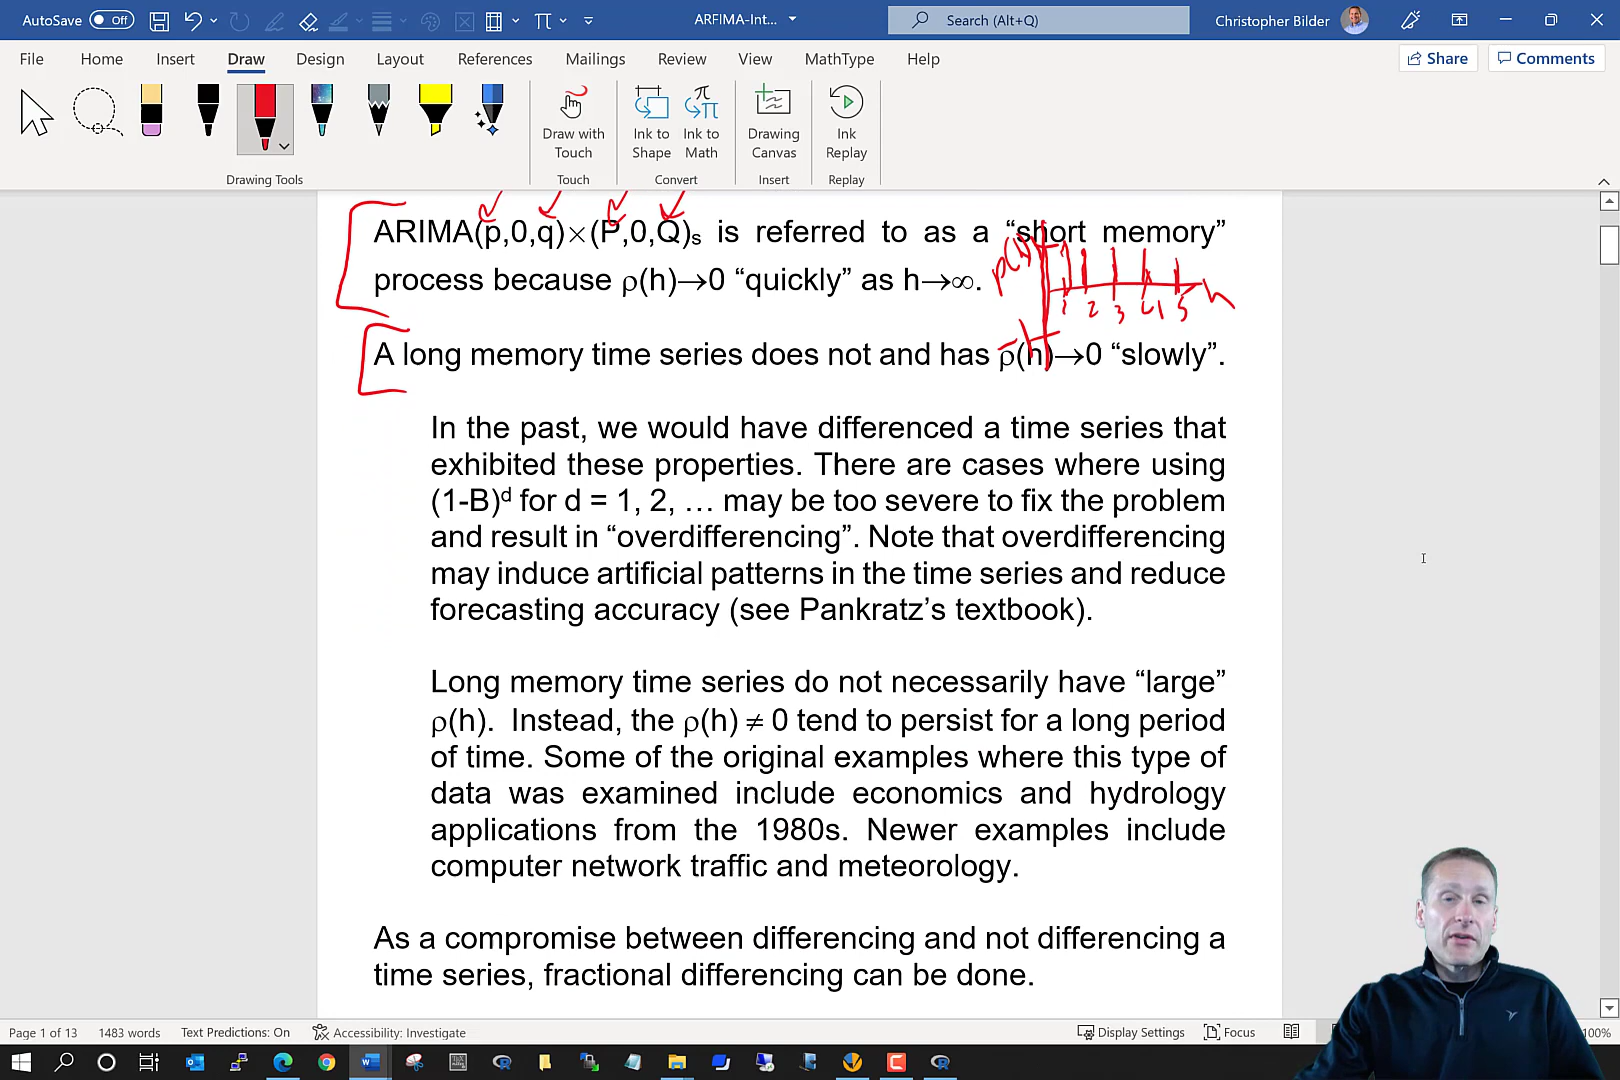 AutoSave Off ARFIMA-Int... Search (Alt+Q) Christopher Bilder
File Home Insert Draw Design Layout References Mailings Review View MathType Help Share Comments
Draw with Touch Ink to Shape Ink to Math Drawing Canvas Ink Replay
Drawing Tools Touch Convert Insert Replay
ARIMA(p,0,q)×(P,0,Q)s is referred to as a “short memory”
process because ρ(h)→0 “quickly” as h→∞.
ρ(h) 1 2 3 4 5 h
A long memory time series does not and has ρ(h)→0 “slowly”.
In the past, we would have differenced a time series that
exhibited these properties. There are cases where using
(1-B)ᵈ for d = 1, 2, … may be too severe to fix the problem
and result in “overdifferencing”. Note that overdifferencing
may induce artificial patterns in the time series and reduce
forecasting accuracy (see Pankratz’s textbook).
Long memory time series do not necessarily have “large”
ρ(h). Instead, the ρ(h) ≠ 0 tend to persist for a long period
of time. Some of the original examples where this type of
data was examined include economics and hydrology
applications from the 1980s. Newer examples include
computer network traffic and meteorology.
As a compromise between differencing and not differencing a
time series, fractional differencing can be done.
Page 1 of 13 1483 words Text Predictions: On Accessibility: Investigate Display Settings Focus 100%